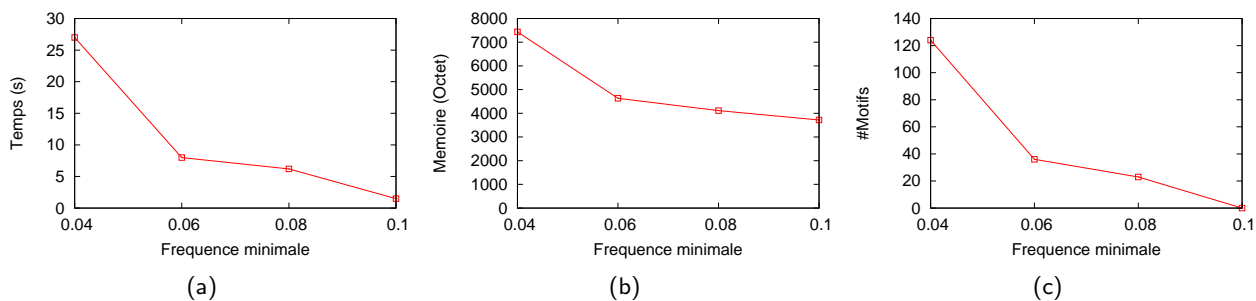 30
25
20
15
10
5
0
0.04 0.06 0.08 0.1
Temps (s)
Frequence minimale
(a)
8000
7000
6000
5000
4000
3000
2000
1000
0
0.04 0.06 0.08 0.1
Memoire (Octet)
Frequence minimale
(b)
140
120
100
80
60
40
20
0
0.04 0.06 0.08 0.1
#Motifs
Frequence minimale
(c)